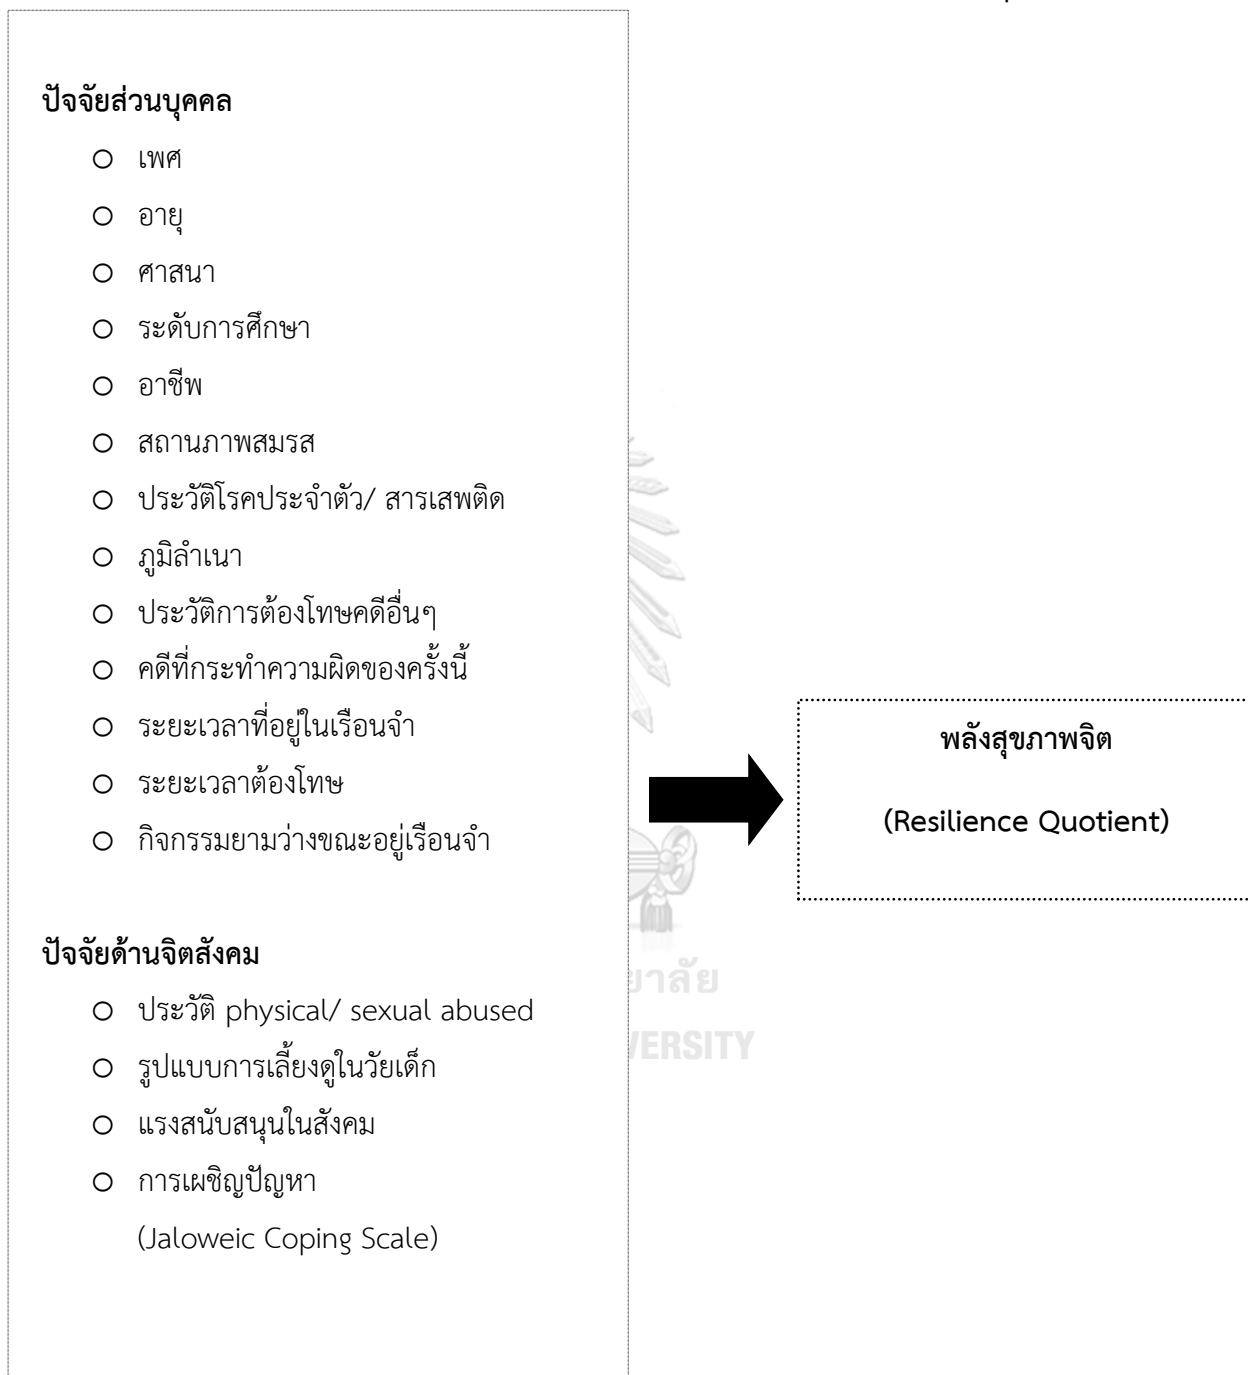 ปัจจัยส่วนบุคคล
เพศ
อายุ
ศาสนา
ระดับการศึกษา
อาชีพ
สถานภาพสมรส
ประวัติโรคประจำตัว/ สารเสพติด
ภูมิลำเนา
ประวัติการต้องโทษคดีอื่นๆ
คดีที่กระทำความผิดของครั้งนี้
ระยะเวลาที่อยู่ในเรือนจำ
ระยะเวลาต้องโทษ
กิจกรรมยามว่างขณะอยู่เรือนจำ
ปัจจัยด้านจิตสังคม
ประวัติ physical/ sexual abused
รูปแบบการเลี้ยงดูในวัยเด็ก
แรงสนับสนุนในสังคม
การเผชิญปัญหา
(Jaloweic Coping Scale)
พลังสุขภาพจิต
(Resilience Quotient)
ยาลัย
VERSITY